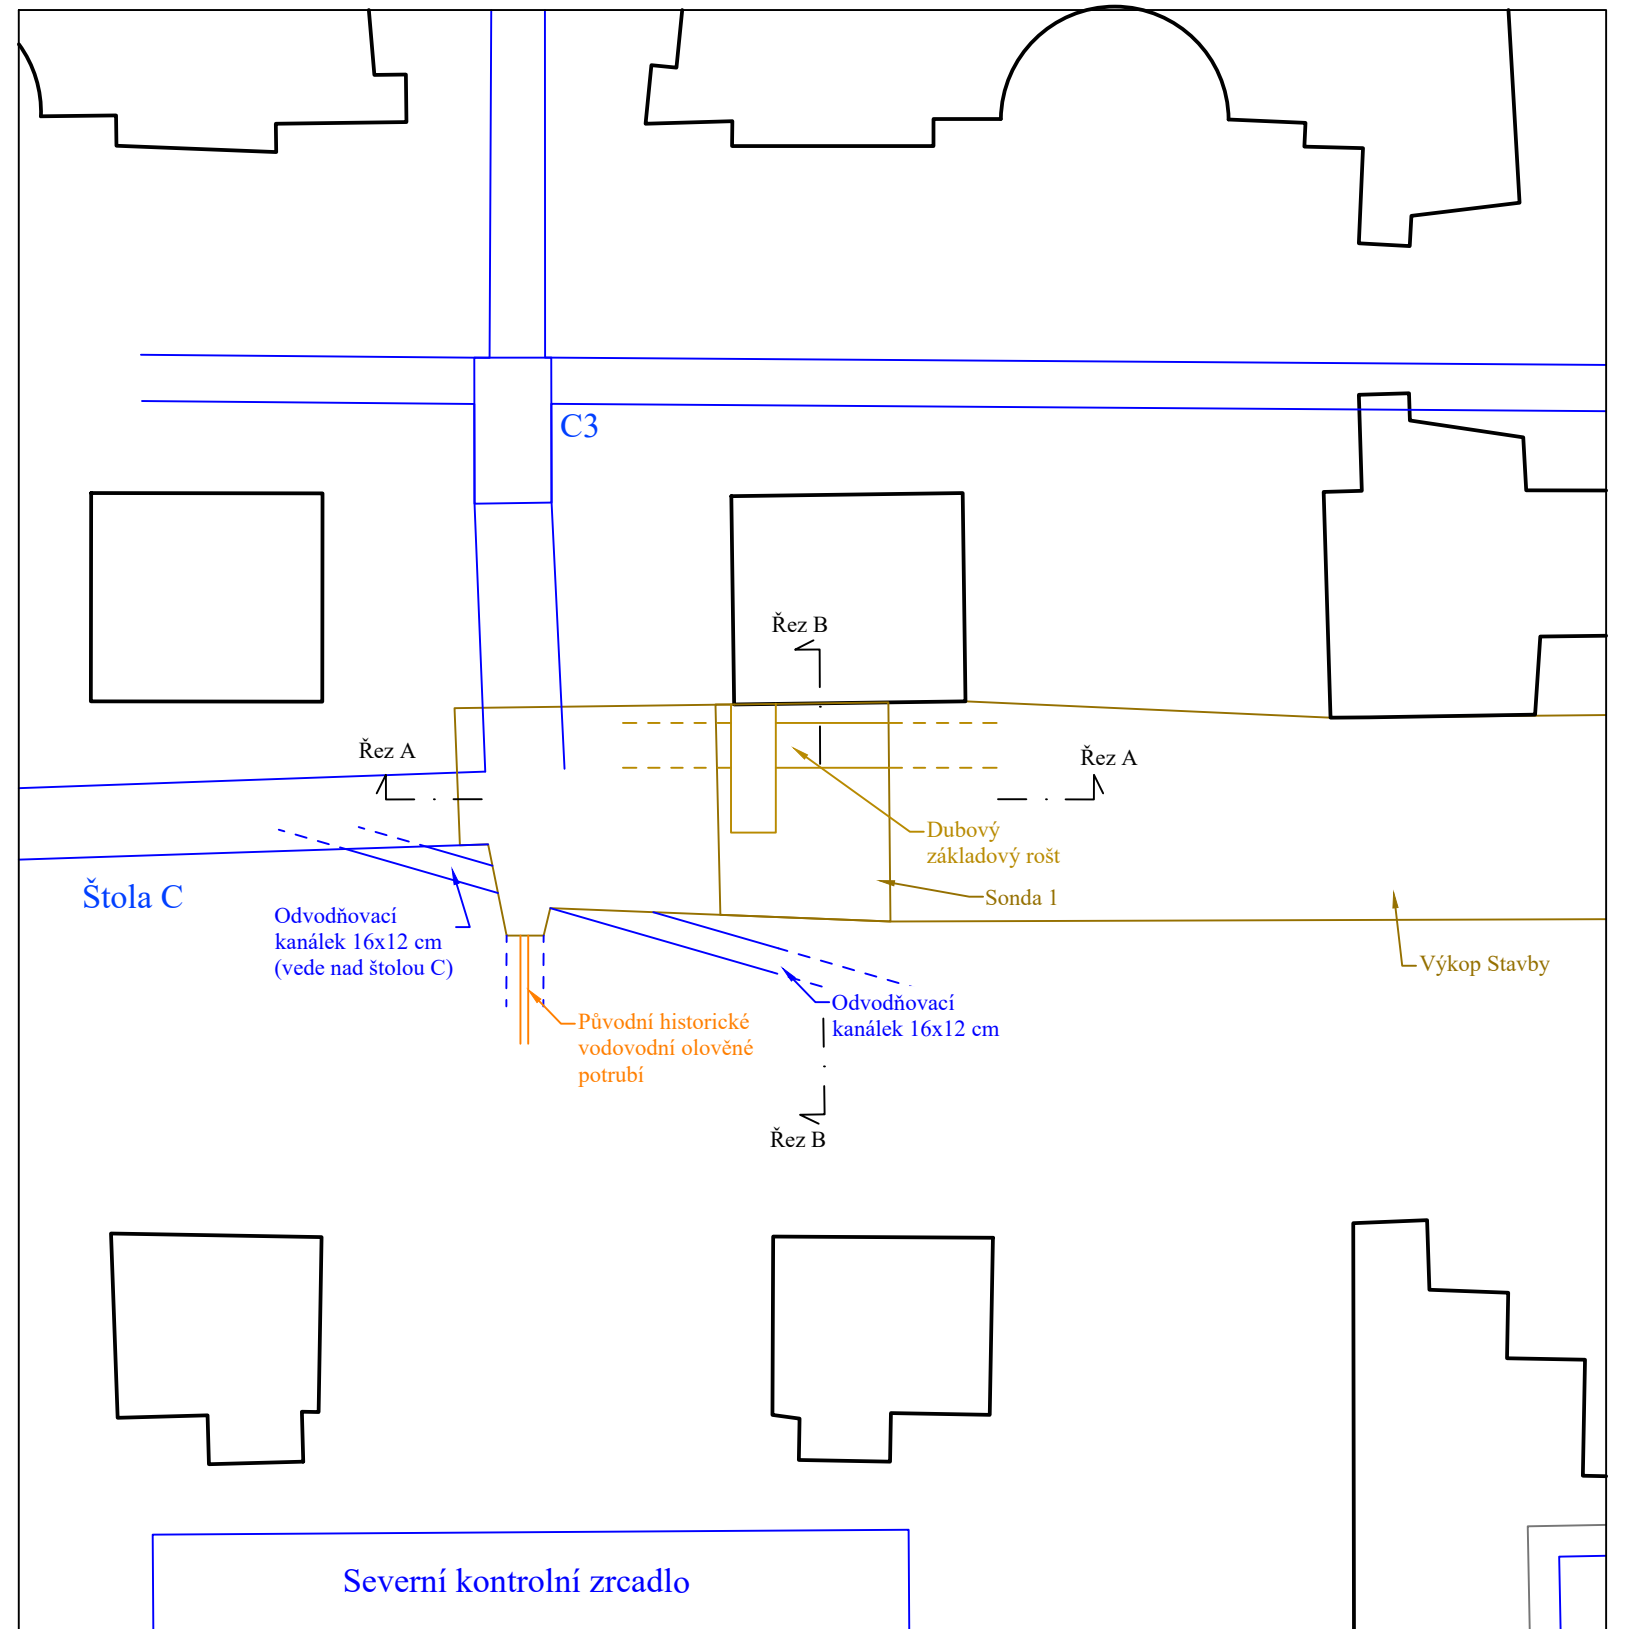 C3
Řez B
Řez A
Řez A
Dubový
základový rošt
Štola C
Sonda 1
Odvodňovací
kanálek 16x12 cm
(vede nad štolou C)
Výkop Stavby
Odvodňovací
kanálek 16x12 cm
Původní historické
vodovodní olověné
potrubí
Řez B
Severní kontrolní zrcadlo